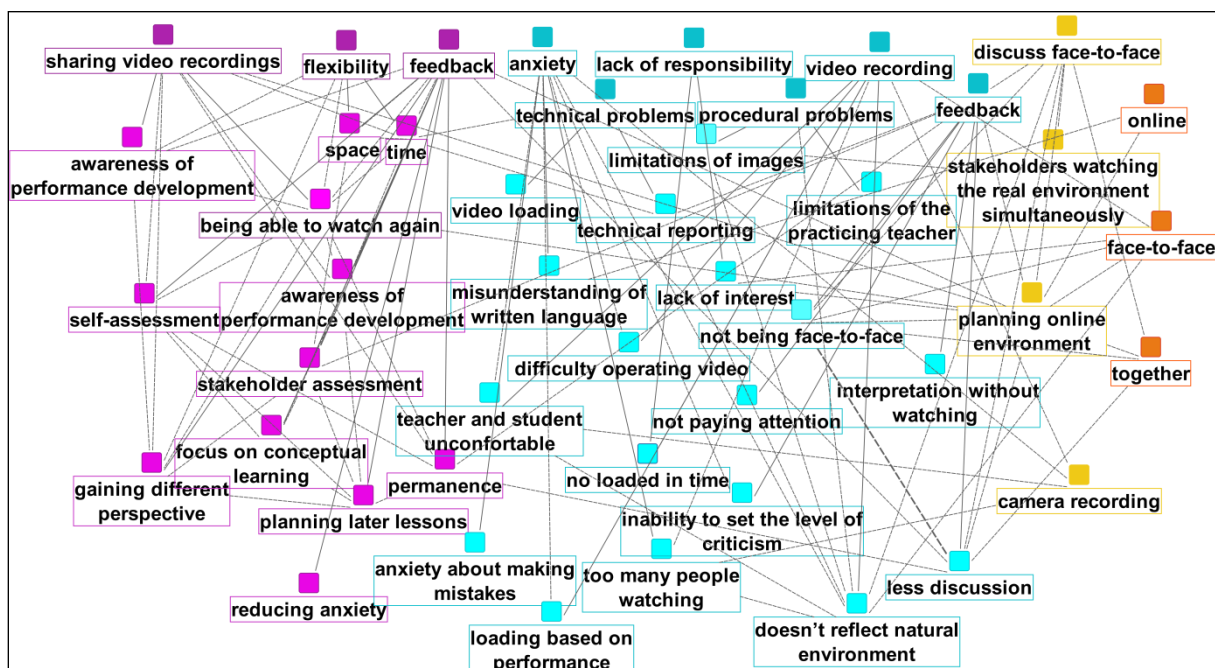 sharing video recordings
flexibility
feedback
anxiety
lack of responsibility
video recording
discuss face-to-face
technical problems
procedural problems
feedback
online
awareness of
performance development
space
time
limitations of images
stakeholders watching
the real environment
simultaneously
being able to watch again
video loading
technical reporting
limitations of the
practicing teacher
face-to-face
self-assessment
awareness of
performance development
misunderstanding of
written language
lack of interest
not being face-to-face
planning online
environment
stakeholder assessment
difficulty operating video
interpretation without
watching
together
teacher and student
unconfortable
not paying attention
focus on conceptual
learning
gaining different
perspective
planning later lessons
permanence
no loaded in time
inability to set the level of
criticism
camera recording
reducing anxiety
anxiety about making
mistakes
too many people
watching
less discussion
loading based on
performance
doesn't reflect natural
environment